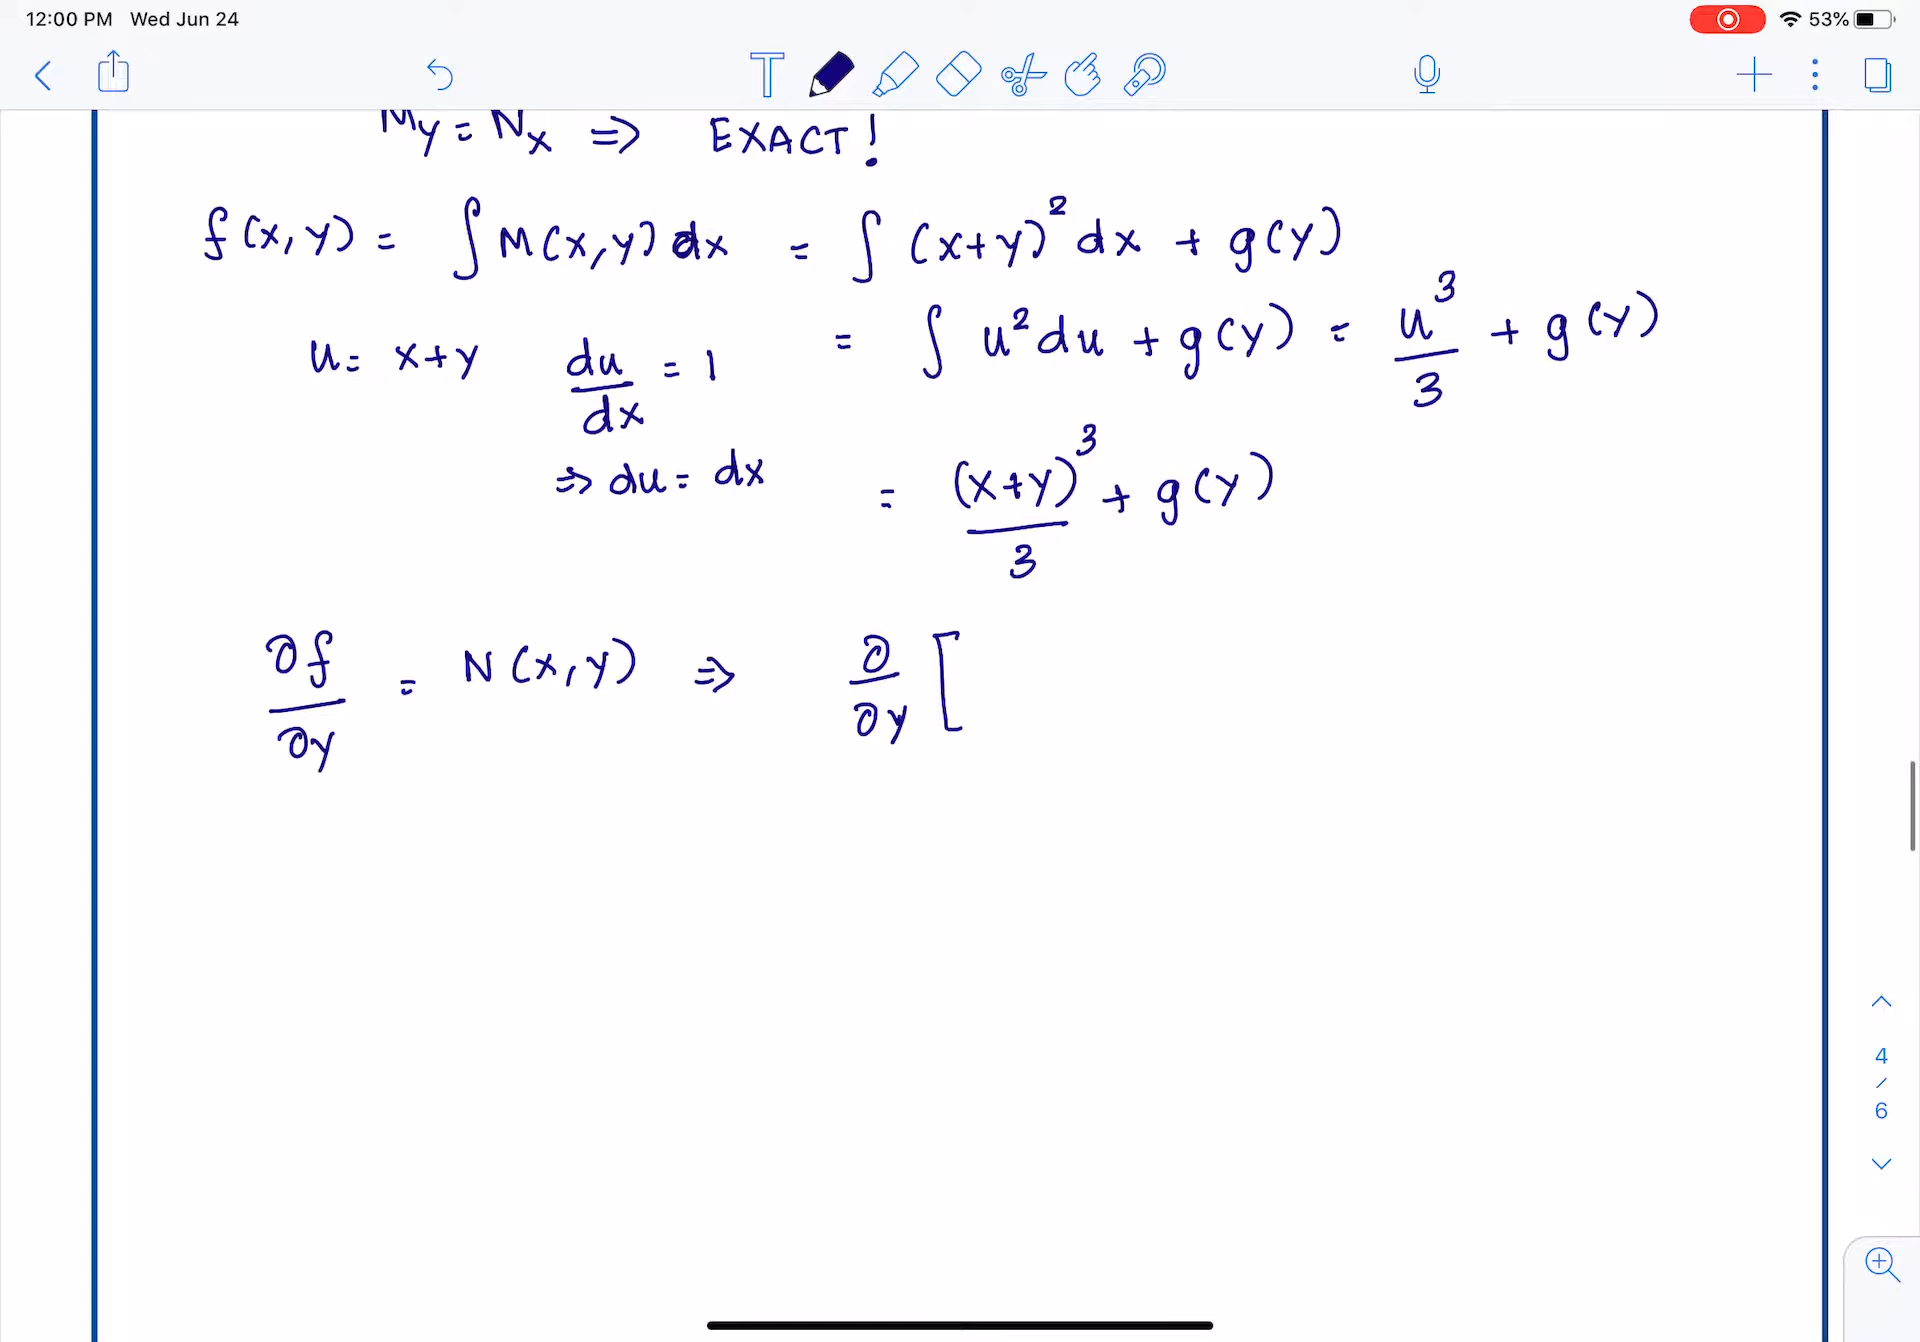 12:00 PM Wed Jun 24 53%
T
My = Nx ⇒ EXACT!
f(x,y) = ∫M(x,y)dx = ∫(x+y)² dx + g(y)
u = x+y du/dx = 1 = ∫u² du + g(y) = u³/3 + g(y)
⇒ du = dx = (x+y)³/3 + g(y)
∂f/∂y = N(x,y) ⇒ ∂/∂y [
4
/
6